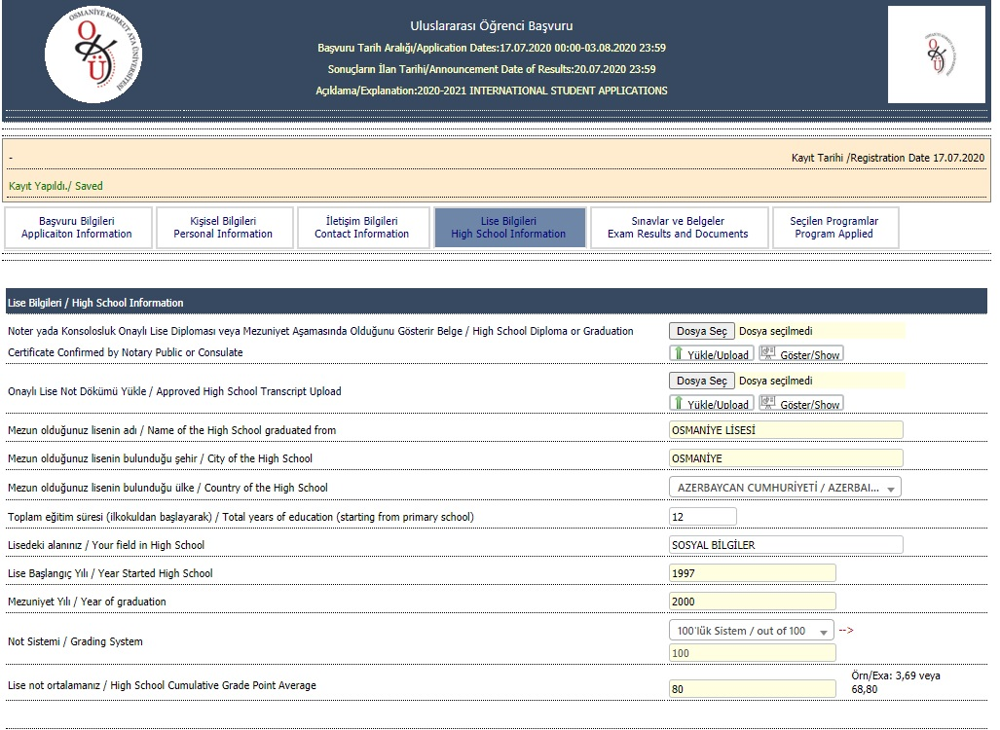 OSMANİYE KORKUT ATA ÜNİVERSİTESİ
OKÜ
Uluslararası Öğrenci Başvuru
Başvuru Tarih Aralığı/Application Dates:17.07.2020 00:00-03.08.2020 23:59
Sonuçların İlan Tarihi/Announcement Date of Results:20.07.2020 23:59
Açıklama/Explanation:2020-2021 INTERNATIONAL STUDENT APPLICATIONS
OKÜ
-
Kayıt Tarihi /Registration Date 17.07.2020
Kayıt Yapıldı./ Saved
Başvuru Bilgileri
Applicaiton Information
Kişisel Bilgileri
Personal Information
İletişim Bilgileri
Contact Information
Lise Bilgileri
High School Information
Sınavlar ve Belgeler
Exam Results and Documents
Seçilen Programlar
Program Applied
Lise Bilgileri / High School Information
Noter yada Konsolosluk Onaylı Lise Diploması veya Mezuniyet Aşamasında Olduğunu Gösterir Belge / High School Diploma or Graduation
Certificate Confirmed by Notary Public or Consulate
Dosya Seç Dosya seçilmedi
Yükle/Upload Göster/Show
Onaylı Lise Not Dökümü Yükle / Approved High School Transcript Upload
Dosya Seç Dosya seçilmedi
Yükle/Upload Göster/Show
Mezun olduğunuz lisenin adı / Name of the High School graduated from OSMANİYE LİSESİ
Mezun olduğunuz lisenin bulunduğu şehir / City of the High School OSMANİYE
Mezun olduğunuz lisenin bulunduğu ülke / Country of the High School AZERBAYCAN CUMHURİYETİ / AZERBAI...
Toplam eğitim süresi (ilkokuldan başlayarak) / Total years of education (starting from primary school) 12
Lisedeki alanınız / Your field in High School SOSYAL BİLGİLER
Lise Başlangıç Yılı / Year Started High School 1997
Mezuniyet Yılı / Year of graduation 2000
Not Sistemi / Grading System 100'lük Sistem / out of 100 -->
100
Lise not ortalamanız / High School Cumulative Grade Point Average 80 Örn/Exa: 3,69 veya
68,80